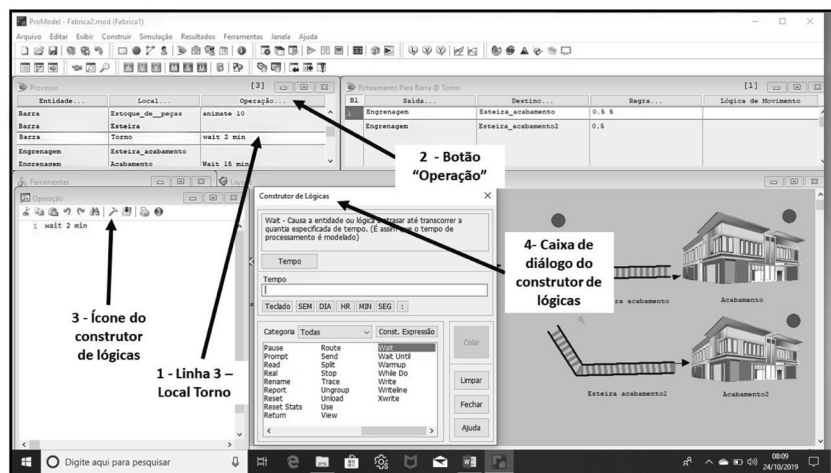 ProModel - Fabrica2.mod (Fabrica1)
Arquivo Editar Exibir Construir Simulação Resultados Ferramentas Janela Ajuda
Processo [3]
Entidade... Local... Operação...
Barra Estoque_de__peças animate 10
Barra Esteira
Barra Torno wait 2 min
Engrenagem Esteira_acabamento
Engrenagem Acabamento Wait 15 min
Roteamento Para Barra @ Torno [1]
Bl Saída... Destino... Regra... Lógica de Movimento
1 Engrenagem Esteira_acabamento 0.5 5
Engrenagem Esteira_acabamento2 0.5
2 - Botão
“Operação”
Ferramentas
Operação
1 wait 2 min
3 - Ícone do
construtor
de lógicas
1 - Linha 3 –
Local Torno
Construtor de Lógicas
Wait - Causa a entidade ou lógica atrasar até transcorrer a
quantia especificada de tempo. (É assim que o tempo de
processamento é modelado)
Tempo
Tempo
Teclado SEM DIA HR MIN SEG :
Categoria Todas Const. Expressão
Pause Route Wait
Prompt Send Wait Until
Read Split Warmup
Real Stop While Do
Rename Trace Write
Report Ungroup Writeline
Reset Unload Xwrite
Reset Stats Use
Return View
Colar
Limpar
Fechar
Ajuda
4- Caixa de
diálogo do
construtor de
lógicas
acabamento
Acabamento
Esteira acabamento2
Acabamento2
Digite aqui para pesquisar
08:09
24/10/2019